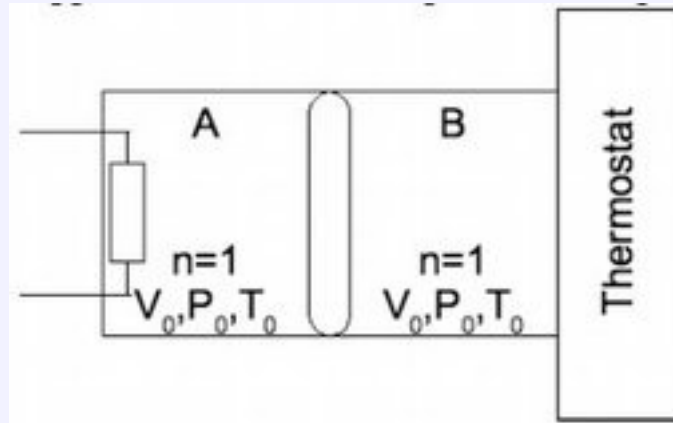 A
B
n=1
n=1
V₀,P₀,T₀
V₀,P₀,T₀
Thermostat